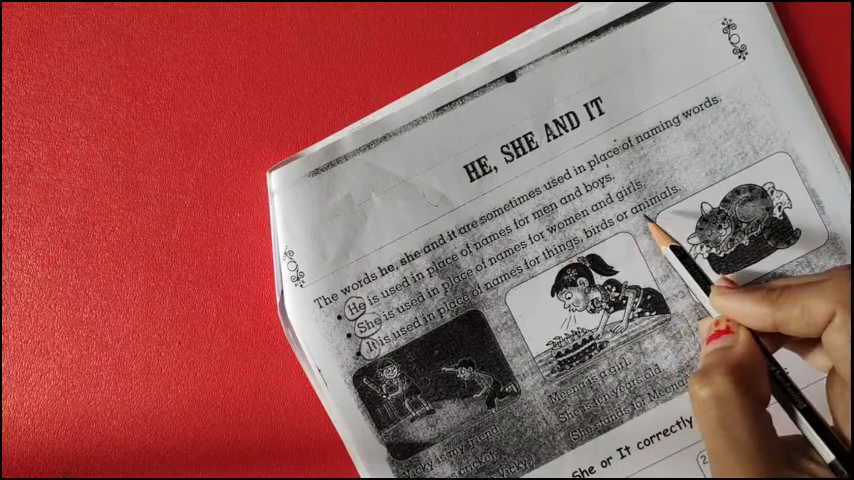 HE, SHE AND IT
The words he, she and it are sometimes used in place of naming words.
• He is used in place of names for men and boys.
• She is used in place of names for women and girls.
• It is used in place of names for things, birds or animals.
Vicky is my friend.
cricket.
Vicky.
Meena is a girl.
She is ten years old.
(She stands for Meena
She or It correctly
2